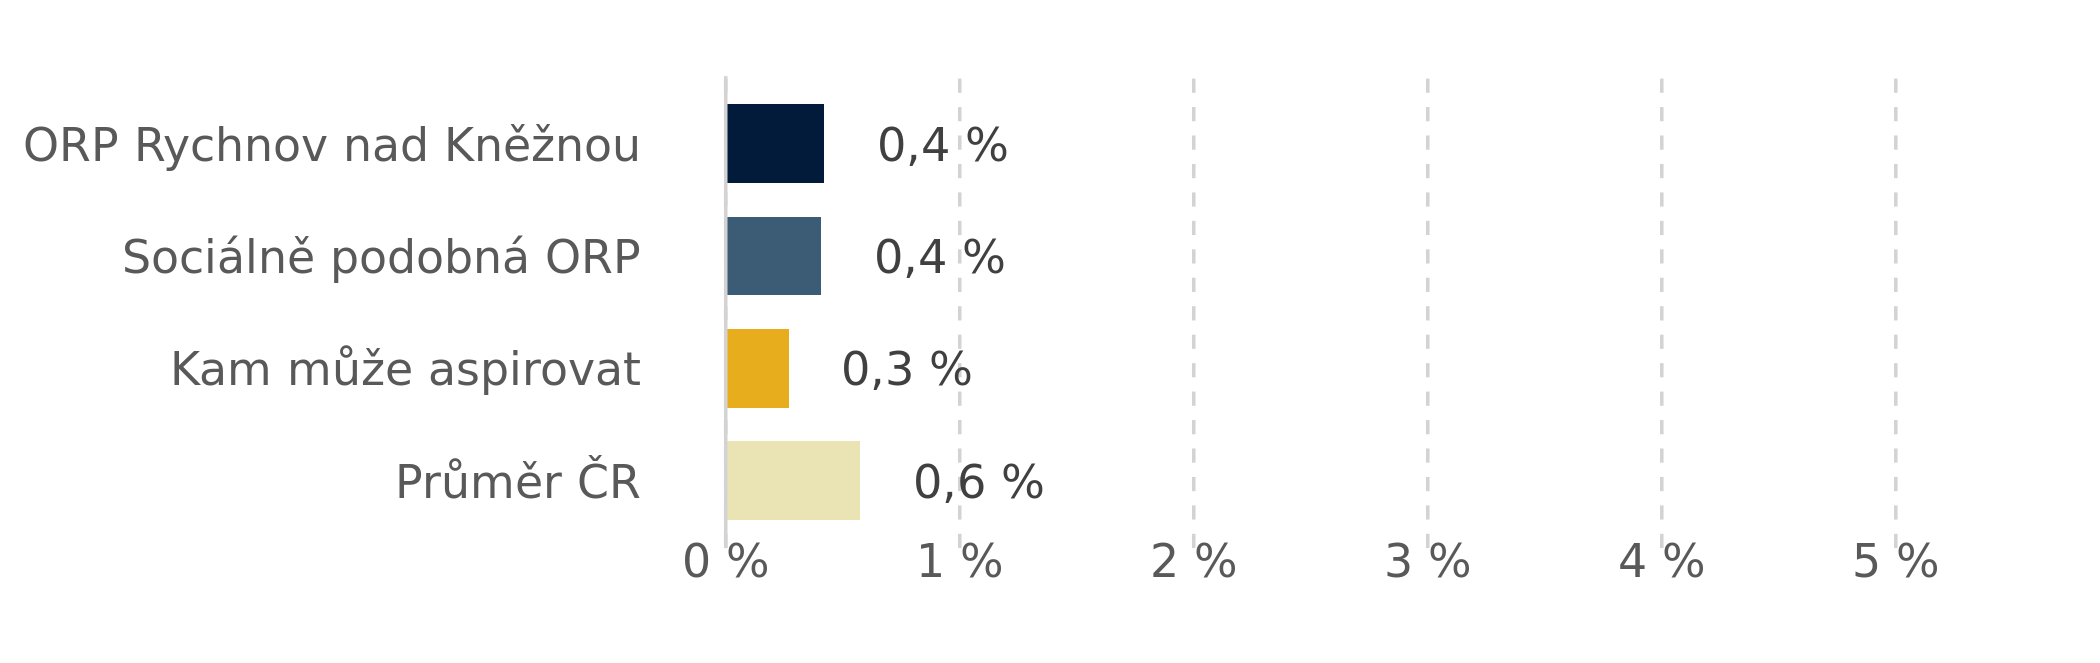 ORP Rychnov nad Kněžnou 0,4 %
Sociálně podobná ORP 0,4 %
Kam může aspirovat 0,3 %
Průměr ČR 0,6 %
0 % 1 % 2 % 3 % 4 % 5 %